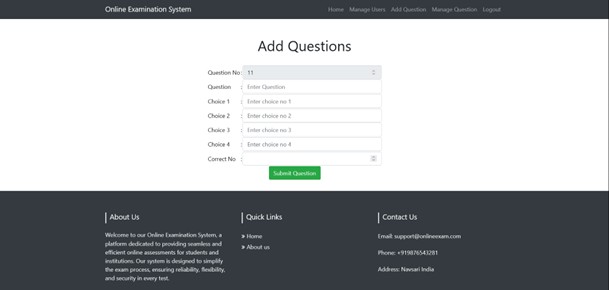 Online Examination System
Home Manage Users Add Question Manage Question Logout
Add Questions
Question No: 11
Question : Enter Question
Choice 1 : Enter choice no 1
Choice 2 : Enter choice no 2
Choice 3 : Enter choice no 3
Choice 4 : Enter choice no 4
Correct No :
Submit Question
About Us
Welcome to our Online Examination System, a
platform dedicated to providing seamless and
efficient online assessments for students and
institutions. Our system is designed to simplify
the exam process, ensuring reliability, flexibility,
and security in every test.
Quick Links
» Home
» About us
Contact Us
Email: support@onlineexam.com
Phone: +919876543281
Address: Navsari India